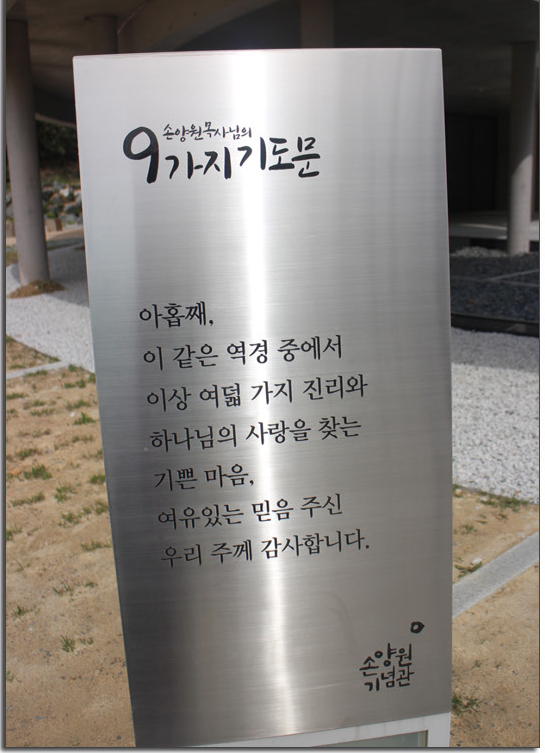 손양원목사님의
9가지기도문
아홉째,
이 같은 역경 중에서
이상 여덟 가지 진리와
하나님의 사랑을 찾는
기쁜 마음,
여유있는 믿음 주신
우리 주께 감사합니다.
손양원
기념관